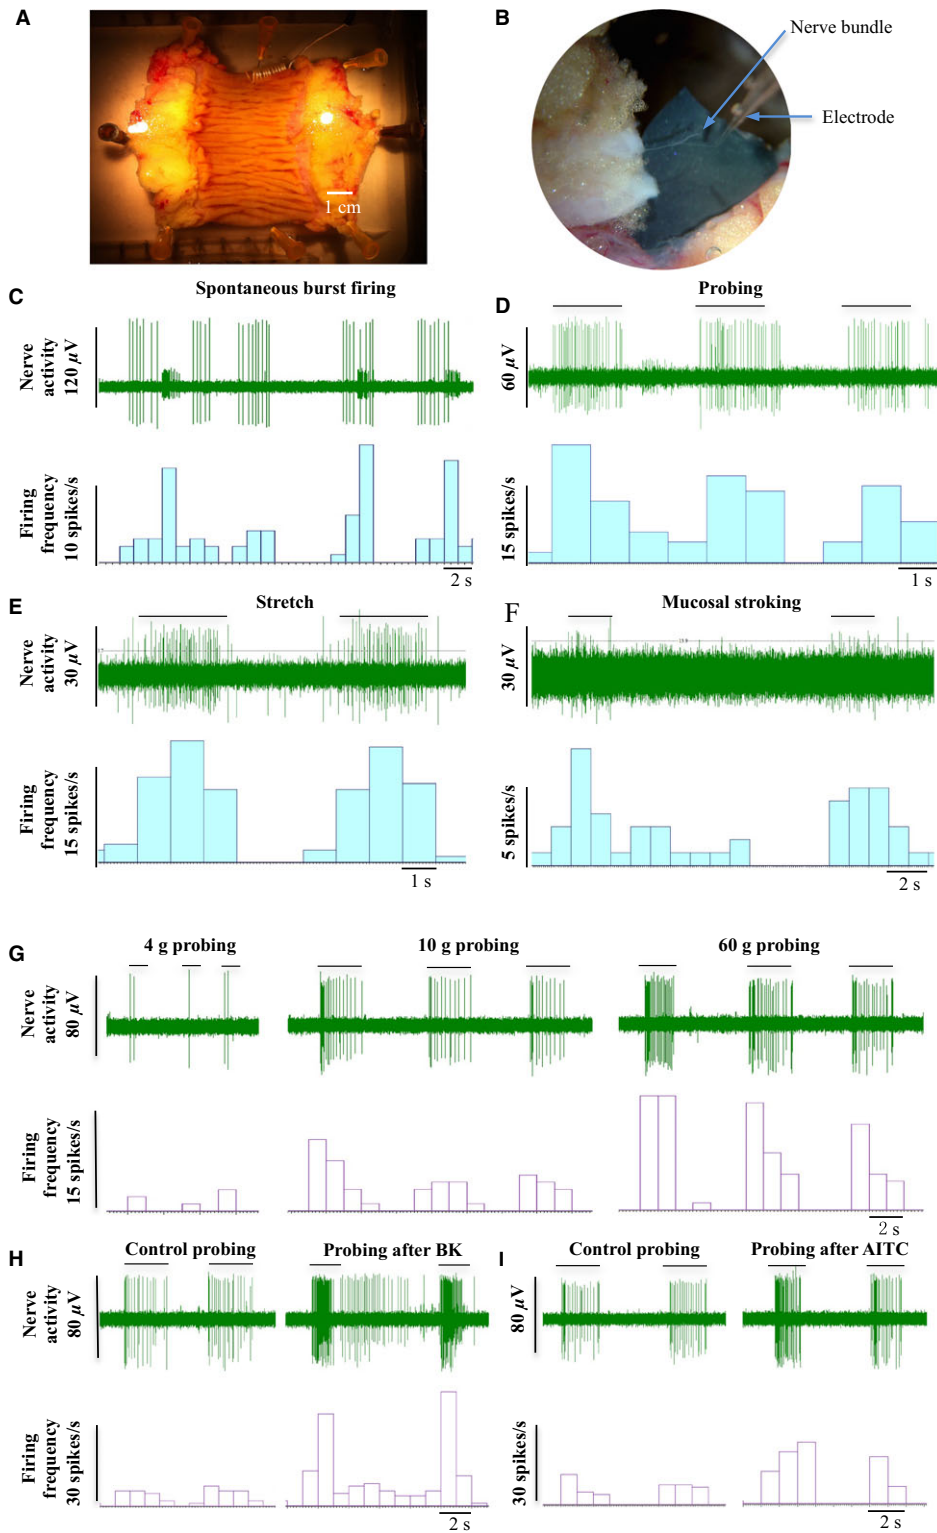 A
1 cm
B
Nerve bundle
Electrode
C
Spontaneous burst firing
Nerve
activity
120 μV
Firing
frequency
10 spikes/s
2 s
D
Probing
60 μV
15 spikes/s
1 s
E
Stretch
Nerve
activity
30 μV
Firing
frequency
15 spikes/s
1 s
F
Mucosal stroking
30 μV
5 spikes/s
2 s
G
4 g probing
10 g probing
60 g probing
Nerve
activity
80 μV
Firing
frequency
15 spikes/s
2 s
H
Control probing
Probing after BK
Nerve
activity
80 μV
Firing
frequency
30 spikes/s
2 s
I
Control probing
Probing after AITC
80 μV
30 spikes/s
2 s